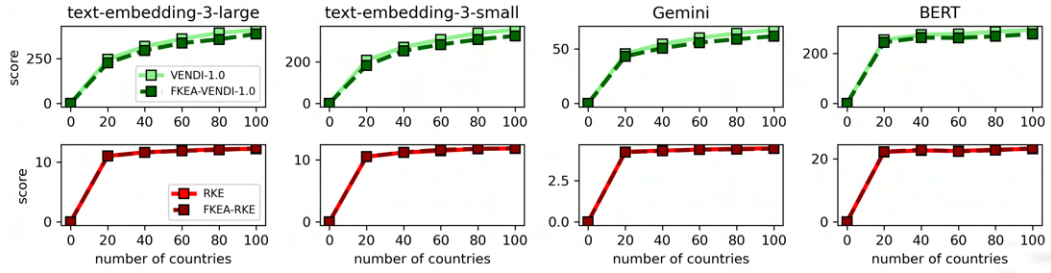 text-embedding-3-large
text-embedding-3-small
Gemini
BERT
score
250
0
VENDI-1.0
FKEA-VENDI-1.0
0 20 40 60 80 100
200
0
0 20 40 60 80 100
50
0
0 20 40 60 80 100
200
0
0 20 40 60 80 100
score
10
0
RKE
FKEA-RKE
0 20 40 60 80 100
number of countries
10
0
0 20 40 60 80 100
number of countries
2.5
0.0
0 20 40 60 80 100
number of countries
20
0
0 20 40 60 80 100
number of countries